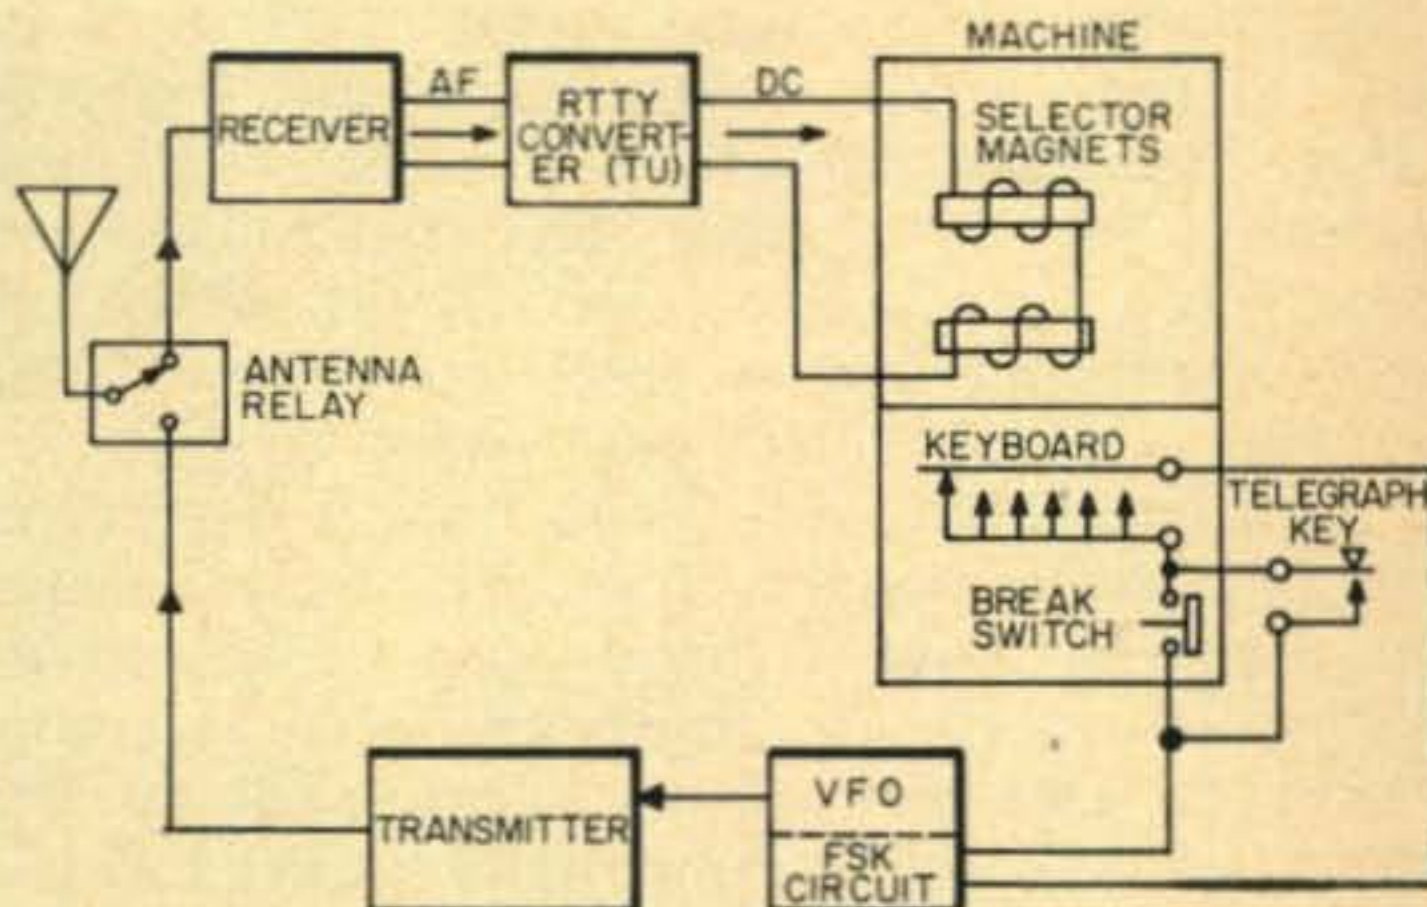 MACHINE
RECEIVER
AF
RTTY
CONVERT-
ER (TU)
DC
SELECTOR
MAGNETS
ANTENNA
RELAY
KEYBOARD
TELEGRAPH
KEY
BREAK
SWITCH
TRANSMITTER
VFO
FSK
CIRCUIT